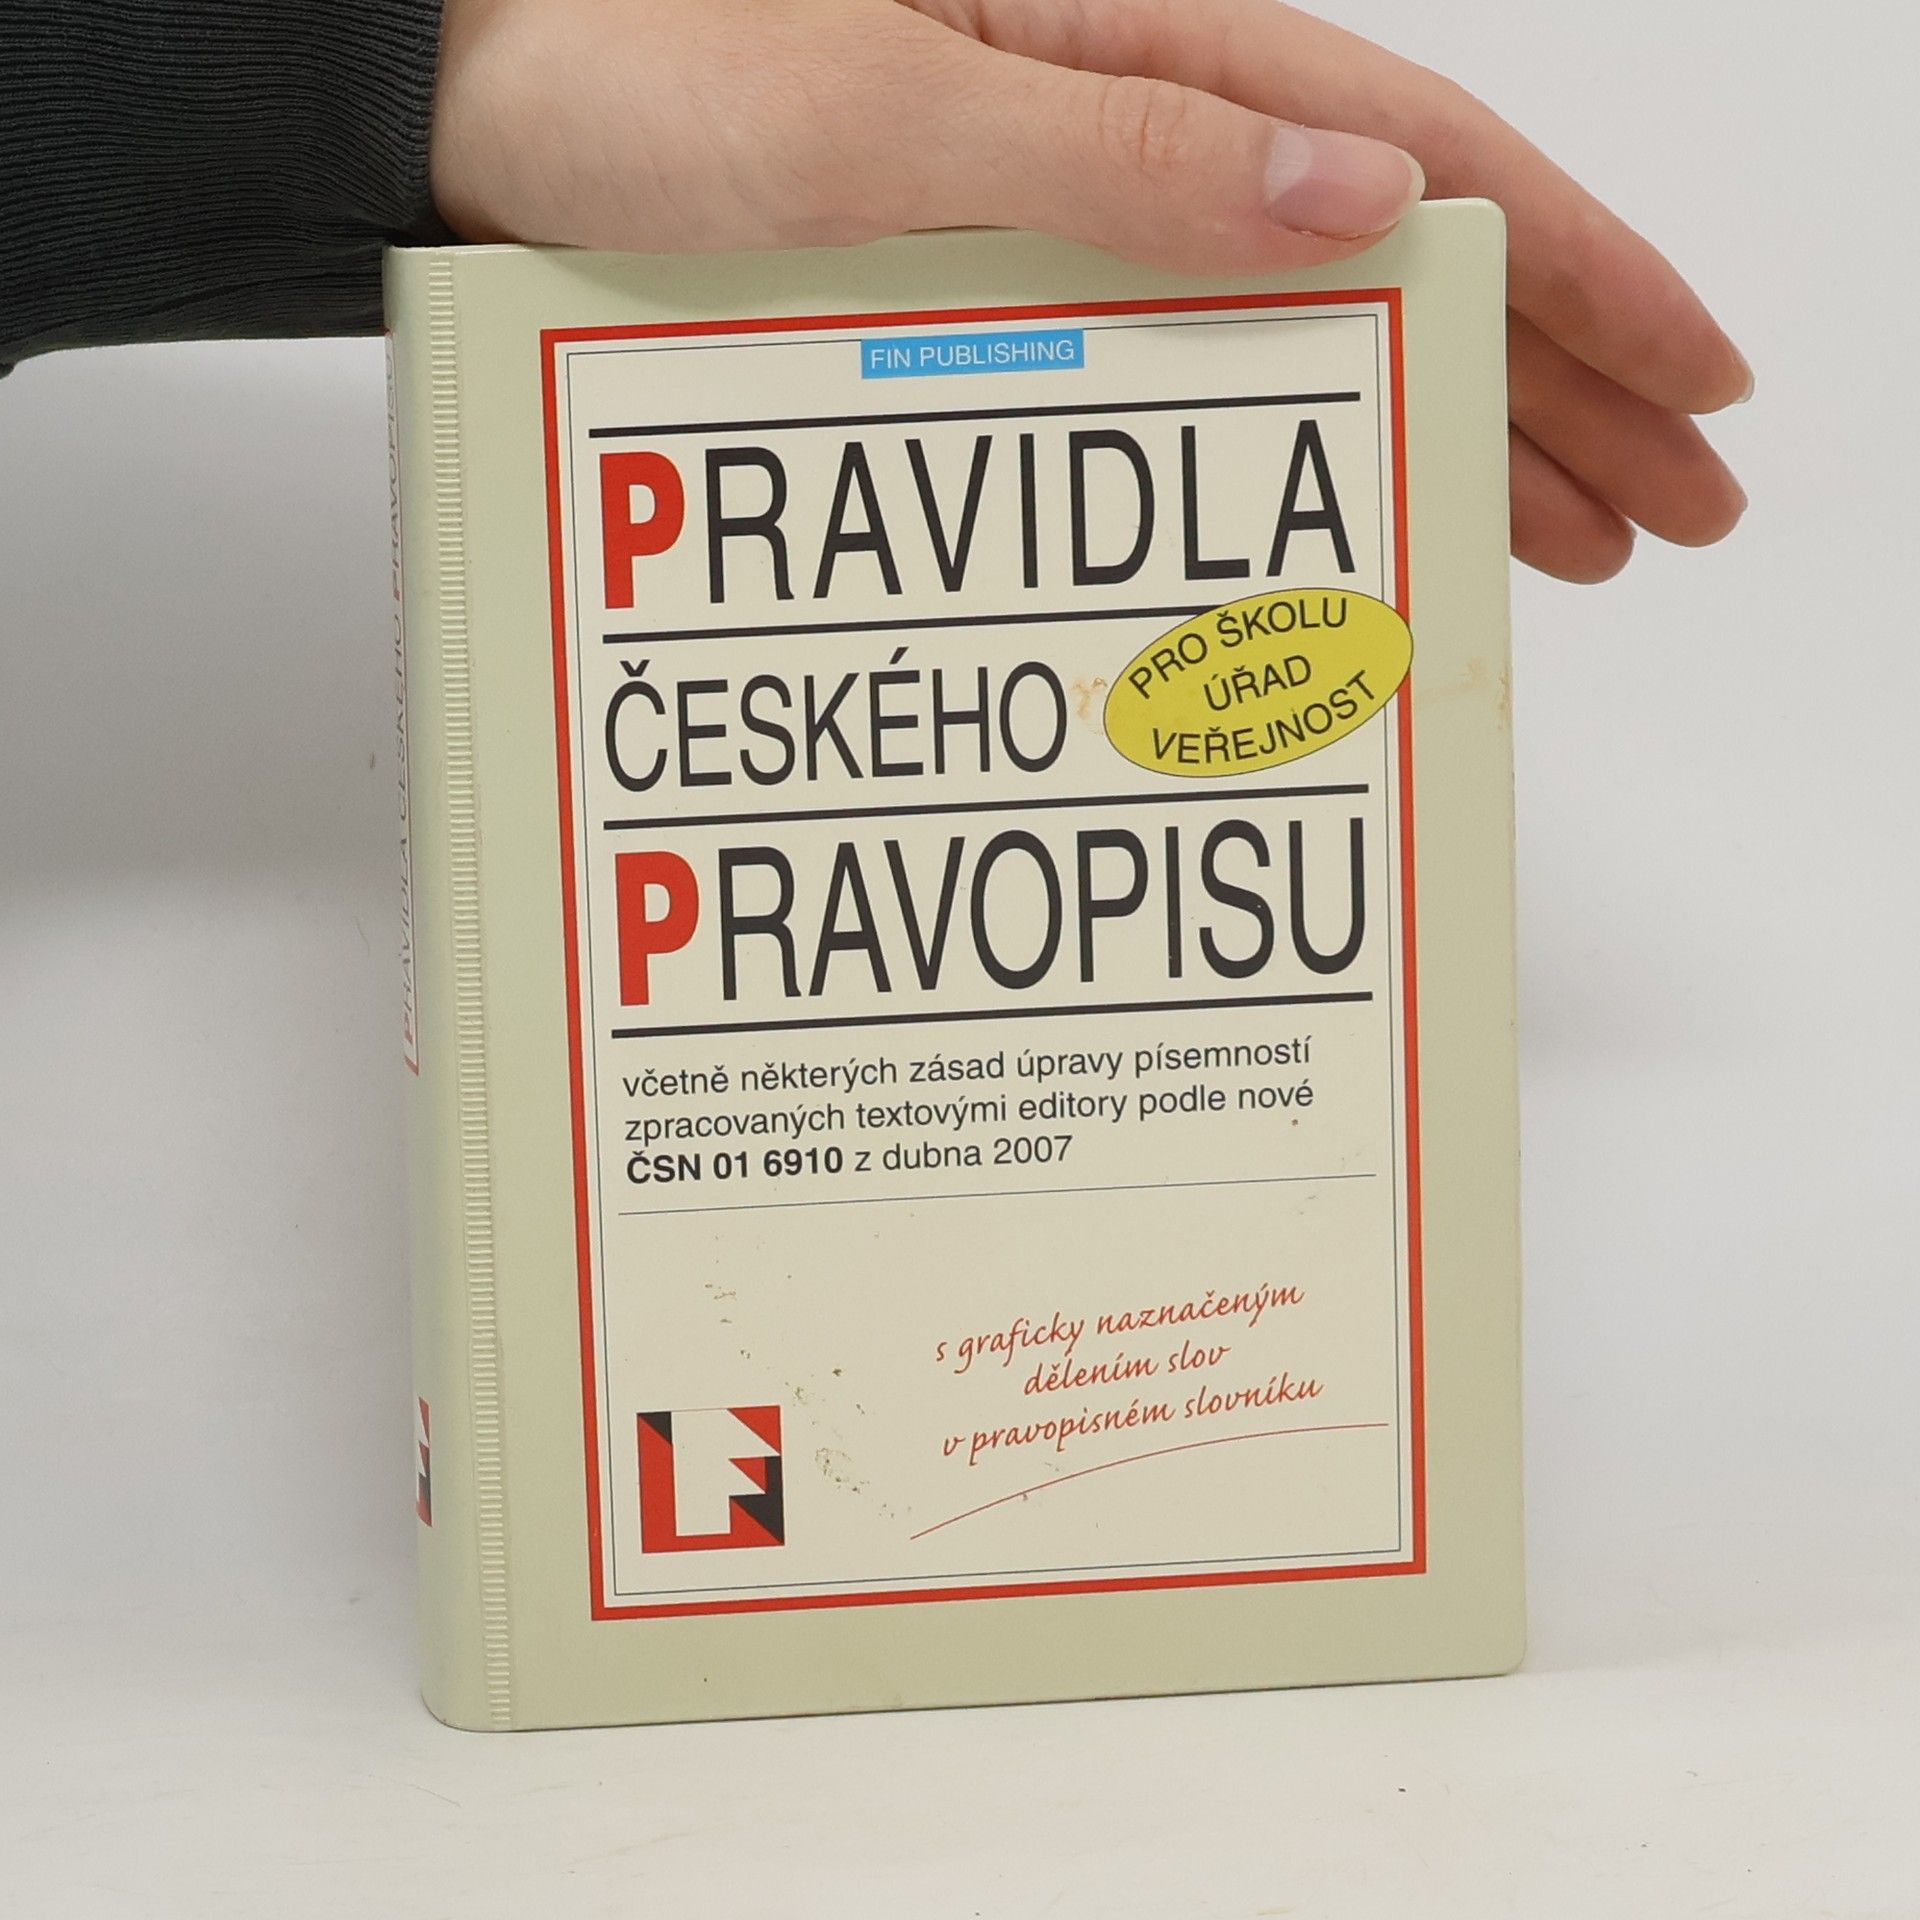 FIN PUBLISHING
PRAVIDLA
ČESKÉHO
PRO ŠKOLU
ÚŘAD
VEŘEJNOST
PRAVOPISU
včetně některých zásad úpravy písemností
zpracovaných textovými editory podle nové
ČSN 01 6910 z dubna 2007
s graficky naznačeným
dělením slov
v pravopisném slovníku
PRAVIDLA ČESKÉHO PRAVOPISU